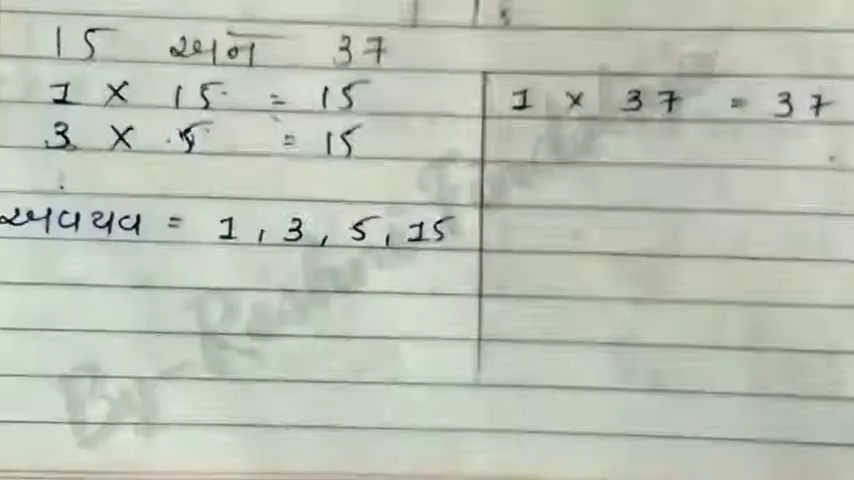 15 અને 37
1 × 15 = 15
3 × 5 = 15
અવયવ = 1, 3, 5, 15
1 × 37 = 37